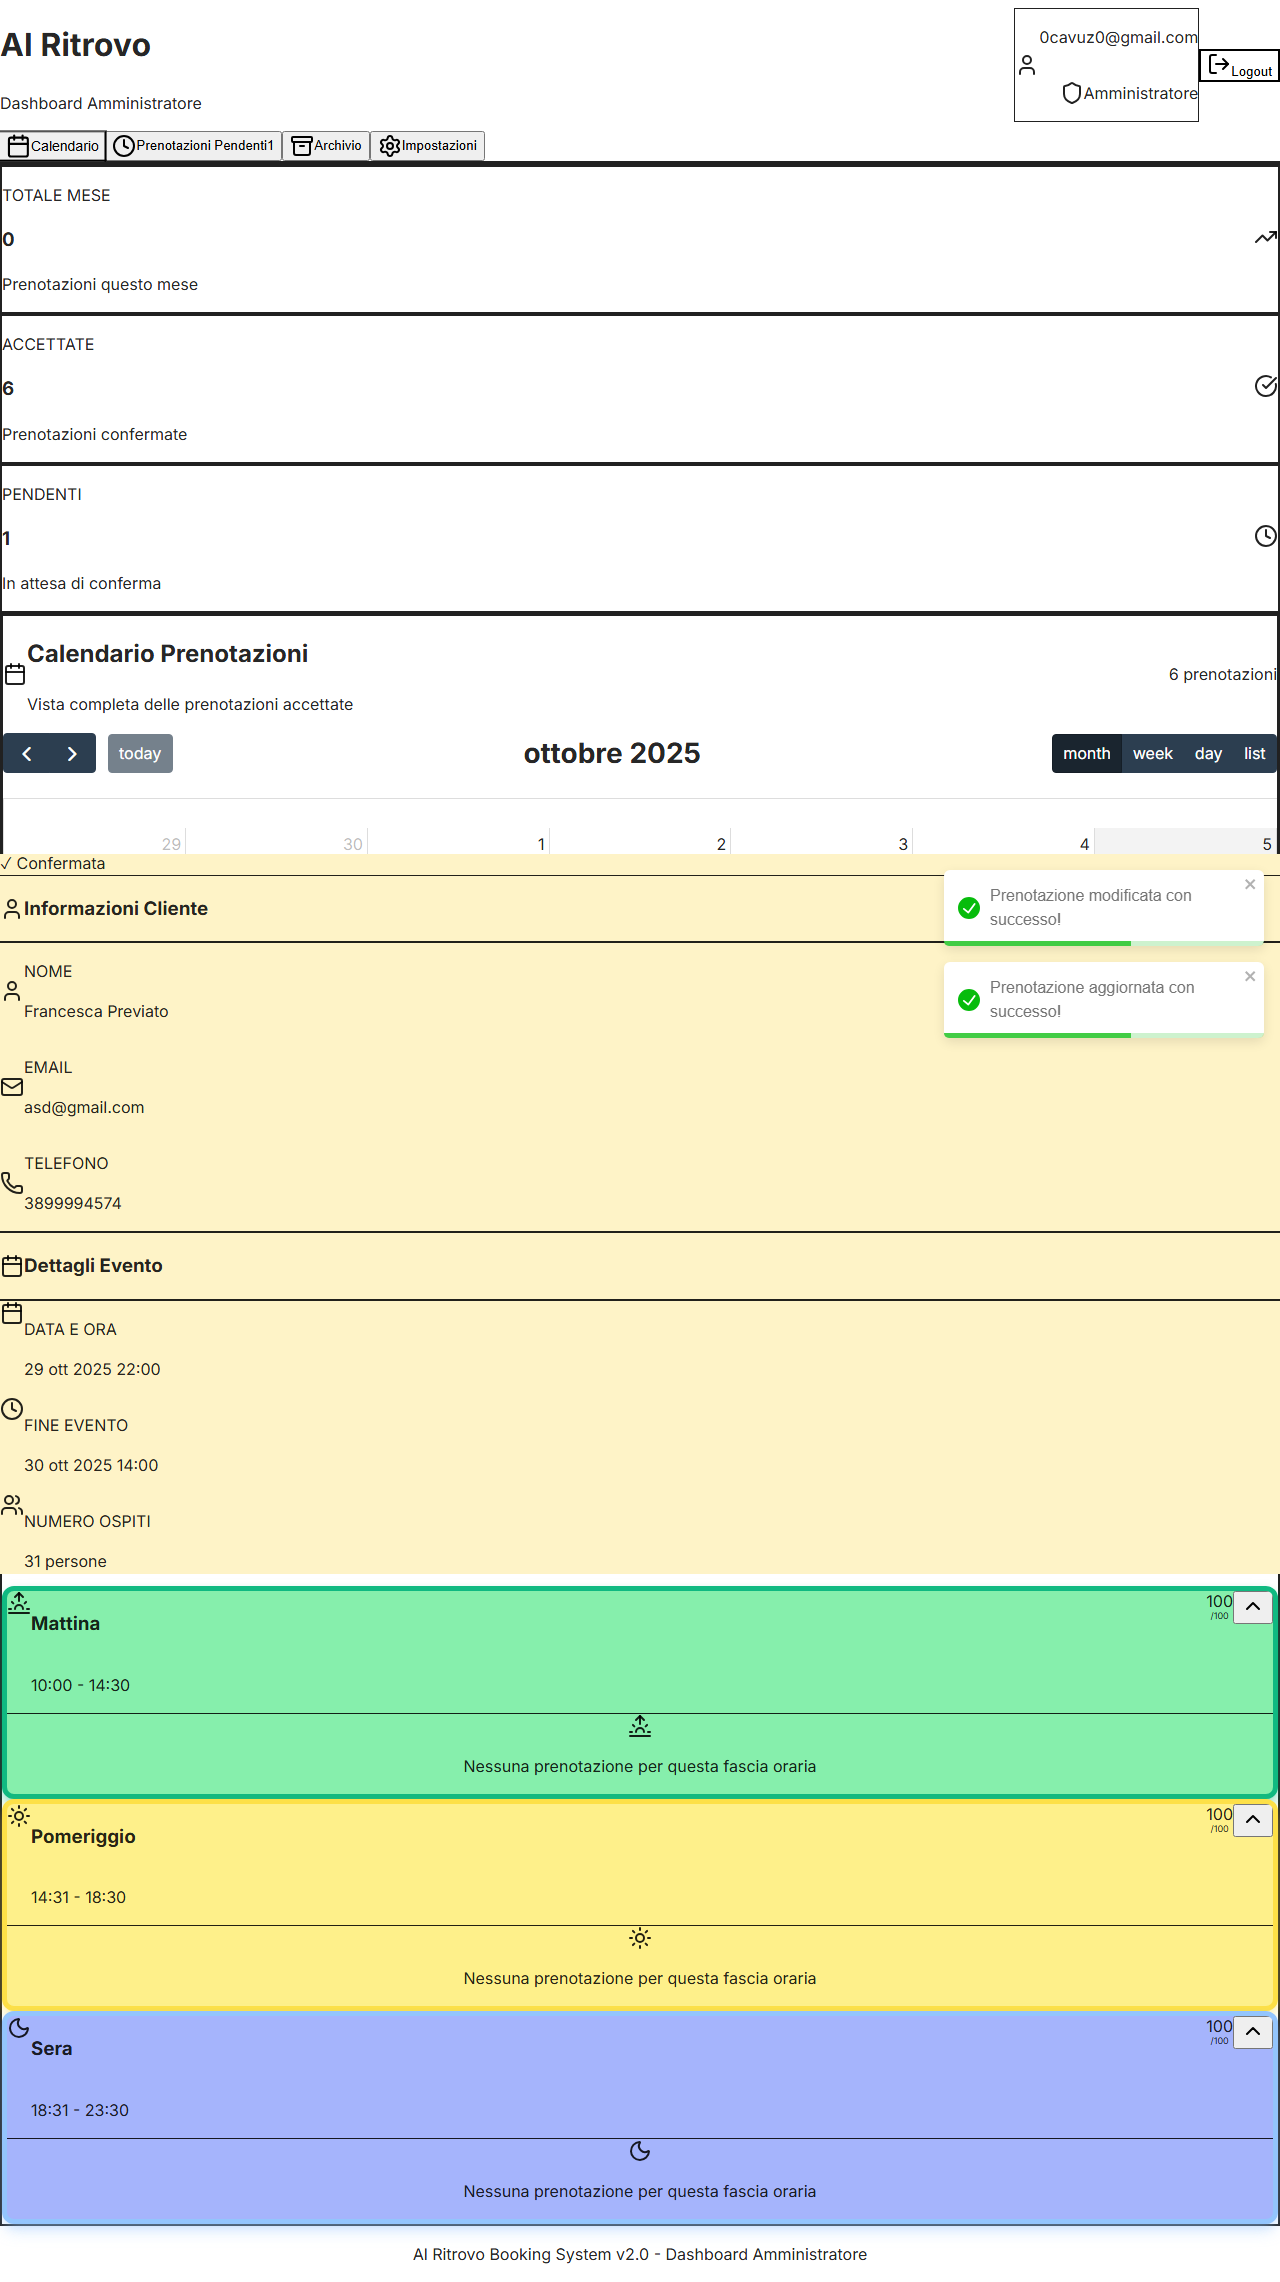 Al Ritrovo
Dashboard Amministratore
0cavuz0@gmail.com
Amministratore
Logout
Calendario
Prenotazioni Pendenti1
Archivio
Impostazioni
TOTALE MESE
0
Prenotazioni questo mese
ACCETTATE
6
Prenotazioni confermate
PENDENTI
1
In attesa di conferma
Calendario Prenotazioni
Vista completa delle prenotazioni accettate
6 prenotazioni
today
ottobre 2025
month week day list
29 30 1 2 3 4 5
✓ Confermata
Informazioni Cliente
Prenotazione modificata con
successo!
Prenotazione aggiornata con
successo!
NOME
Francesca Previato
EMAIL
asd@gmail.com
TELEFONO
3899994574
Dettagli Evento
DATA E ORA
29 ott 2025 22:00
FINE EVENTO
30 ott 2025 14:00
NUMERO OSPITI
31 persone
Mattina
100
/100
10:00 - 14:30
Nessuna prenotazione per questa fascia oraria
Pomeriggio
100
/100
14:31 - 18:30
Nessuna prenotazione per questa fascia oraria
Sera
100
/100
18:31 - 23:30
Nessuna prenotazione per questa fascia oraria
Al Ritrovo Booking System v2.0 - Dashboard Amministratore